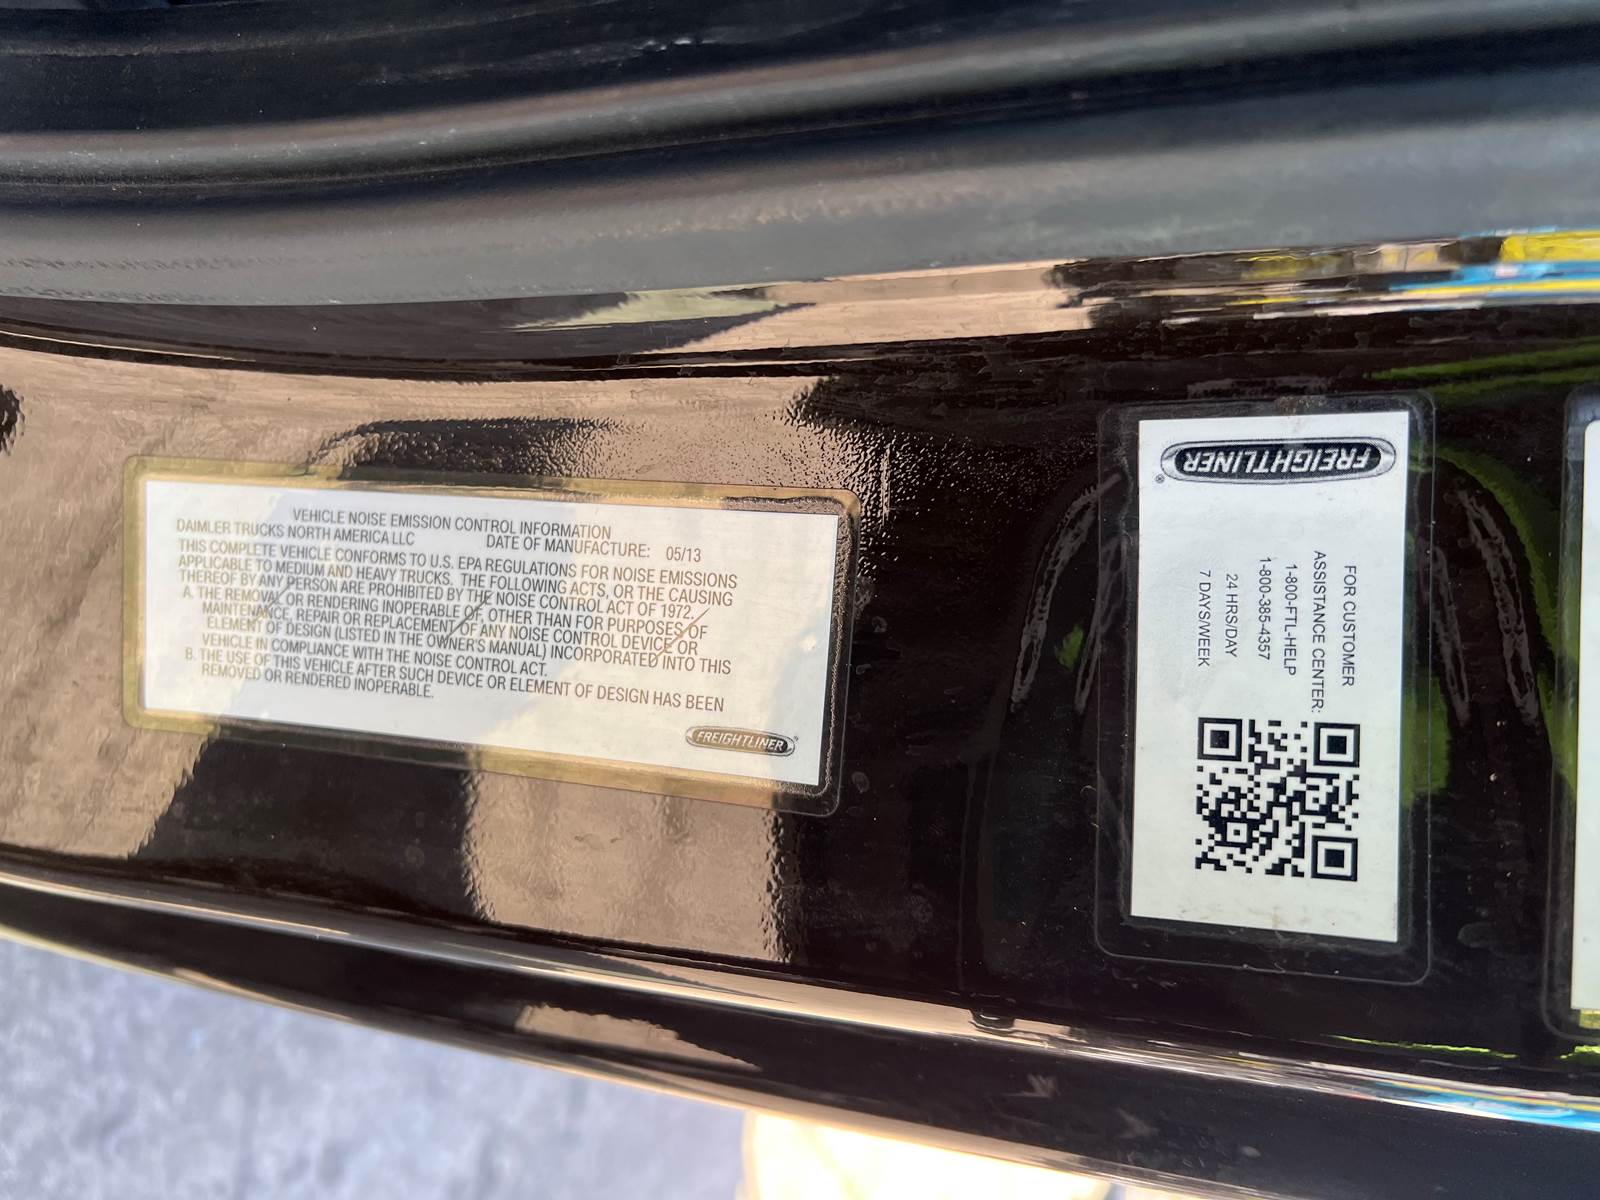 VEHICLE NOISE EMISSION CONTROL INFORMATION
DAIMLER TRUCKS NORTH AMERICA LLC DATE OF MANUFACTURE: 05/13
THIS COMPLETE VEHICLE CONFORMS TO U.S. EPA REGULATIONS FOR NOISE EMISSIONS
APPLICABLE TO MEDIUM AND HEAVY TRUCKS. THE FOLLOWING ACTS, OR THE CAUSING
THEREOF BY ANY PERSON ARE PROHIBITED BY THE NOISE CONTROL ACT OF 1972.
A. THE REMOVAL OR RENDERING INOPERABLE OF, OTHER THAN FOR PURPOSES OF
MAINTENANCE, REPAIR OR REPLACEMENT OF ANY NOISE CONTROL DEVICE OR
ELEMENT OF DESIGN (LISTED IN THE OWNER'S MANUAL) INCORPORATED INTO THIS
VEHICLE IN COMPLIANCE WITH THE NOISE CONTROL ACT.
B. THE USE OF THIS VEHICLE AFTER SUCH DEVICE OR ELEMENT OF DESIGN HAS BEEN
REMOVED OR RENDERED INOPERABLE.
FREIGHTLINER®
FREIGHTLINER®
FOR CUSTOMER
ASSISTANCE CENTER:
1-800-FTL-HELP
1-800-385-4357
24 HRS/DAY
7 DAYS/WEEK